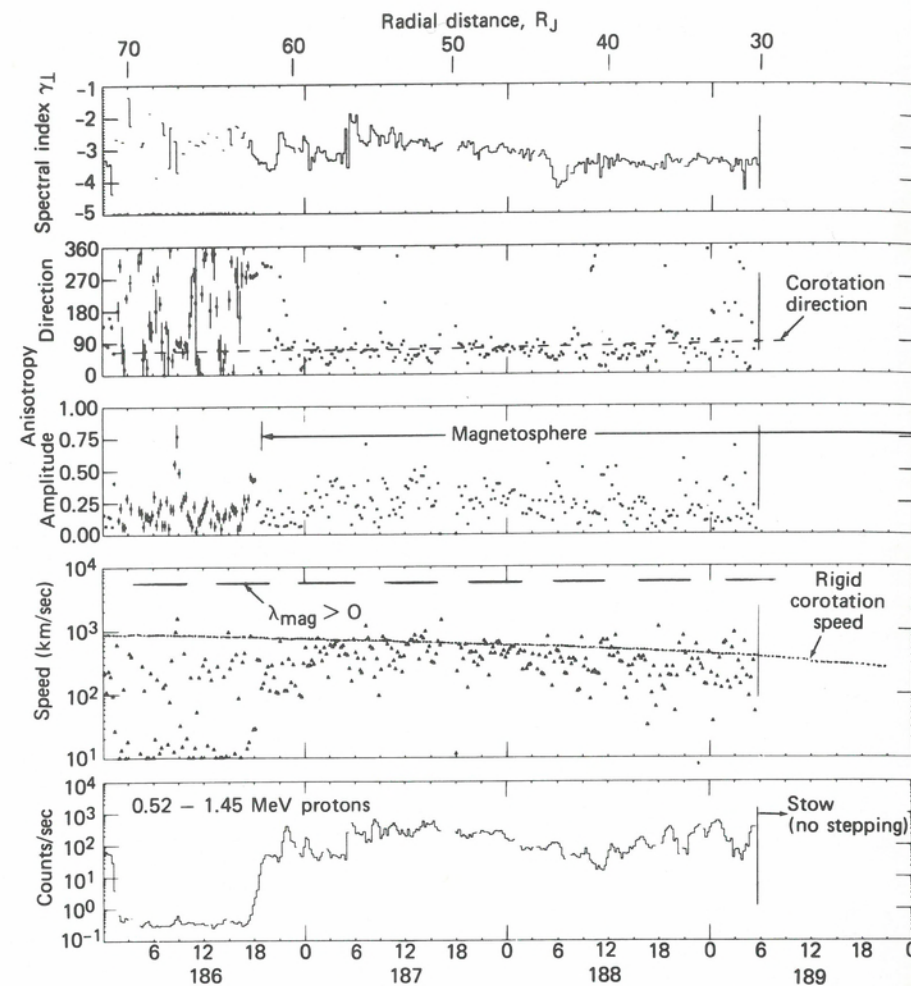 Radial distance, R_J
70 60 50 40 30
Spectral index γ⊥
-1
-2
-3
-4
-5
Anisotropy
Direction
360
270
180
90
0
Corotation
direction
Amplitude
1.00
0.75
0.50
0.25
0.00
Magnetosphere
Speed (km/sec)
10^4
10^3
10^2
10^1
λ_mag > 0
Rigid
corotation
speed
Counts/sec
10^4
10^3
10^2
10^1
10^0
10^-1
0.52 – 1.45 MeV protons
Stow
(no stepping)
6 12 18 0 6 12 18 0 6 12 18 0 6 12 18 0
186 187 188 189